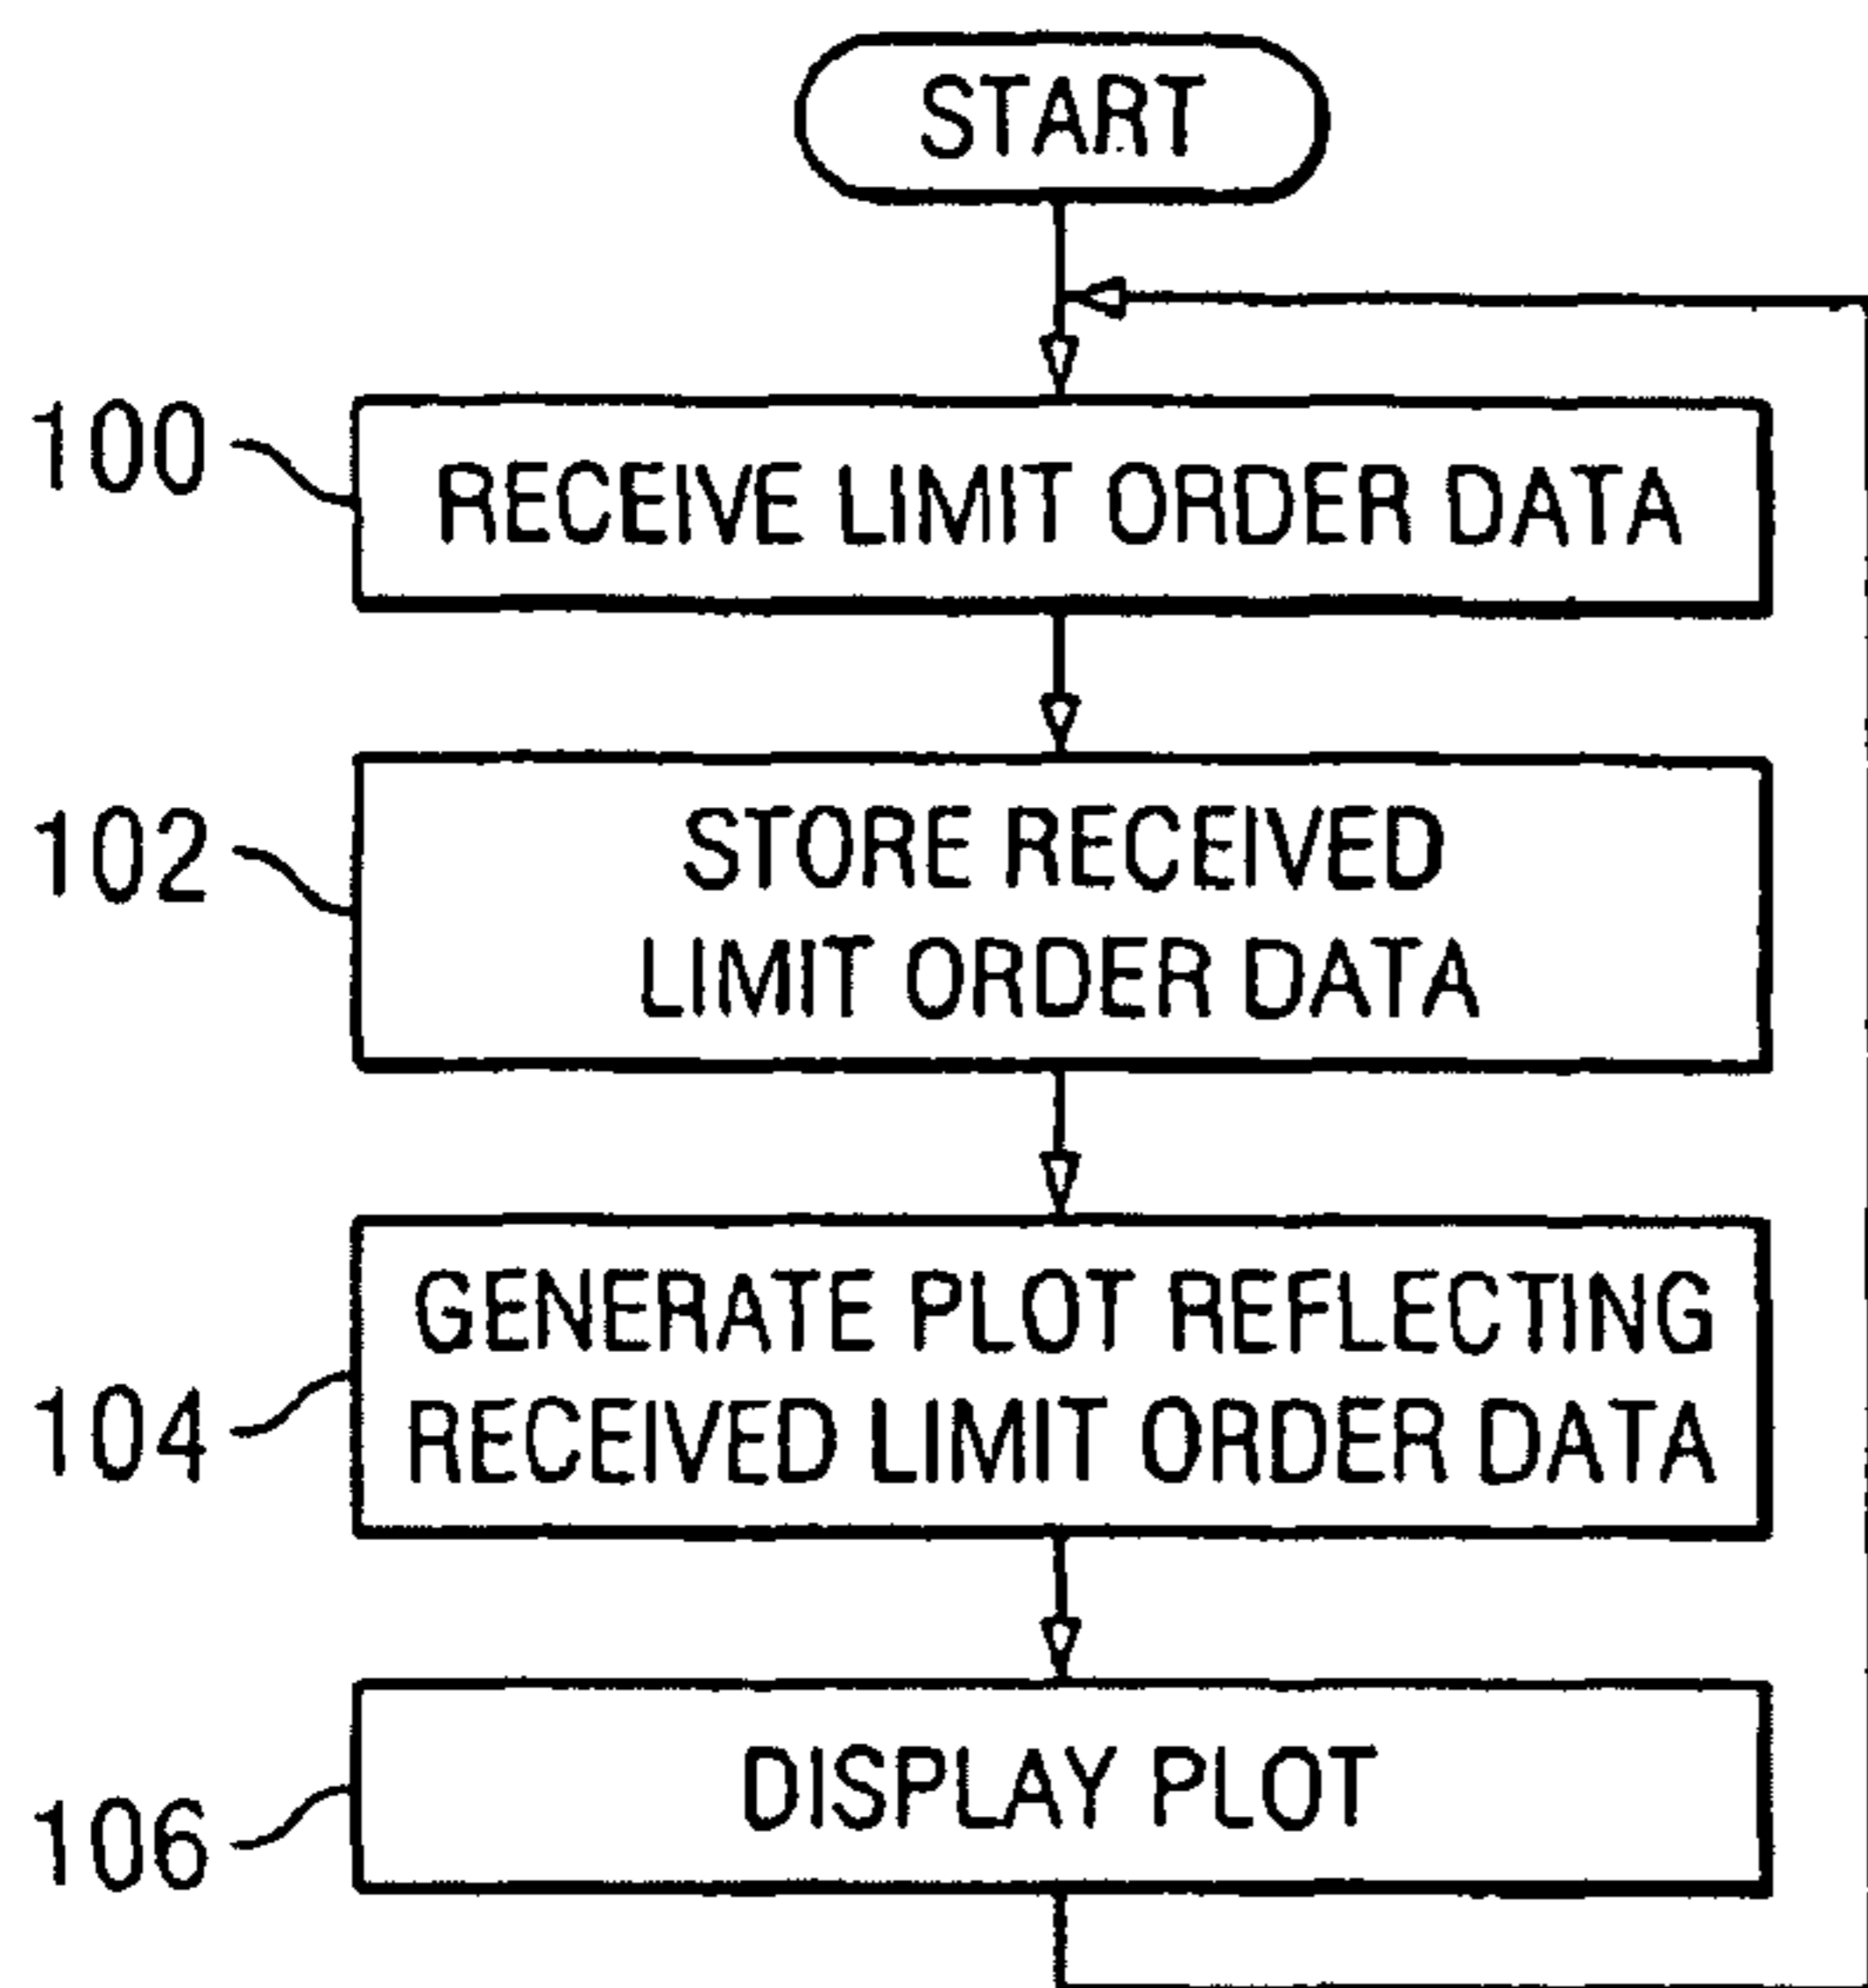 START
100
RECEIVE LIMIT ORDER DATA
102
STORE RECEIVED
LIMIT ORDER DATA
104
GENERATE PLOT REFLECTING
RECEIVED LIMIT ORDER DATA
106
DISPLAY PLOT